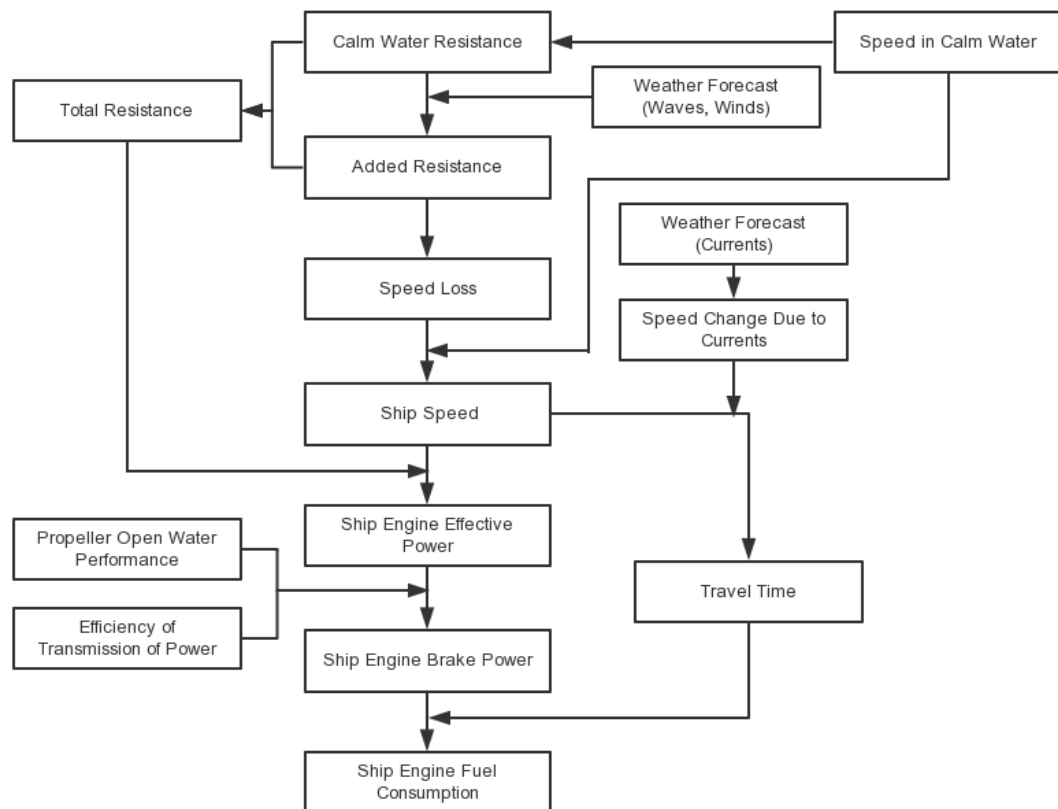 Calm Water Resistance
Speed in Calm Water
Weather Forecast
(Waves, Winds)
Total Resistance
Added Resistance
Weather Forecast
(Currents)
Speed Loss
Speed Change Due to
Currents
Ship Speed
Ship Engine Effective
Power
Propeller Open Water
Performance
Travel Time
Efficiency of
Transmission of Power
Ship Engine Brake Power
Ship Engine Fuel
Consumption